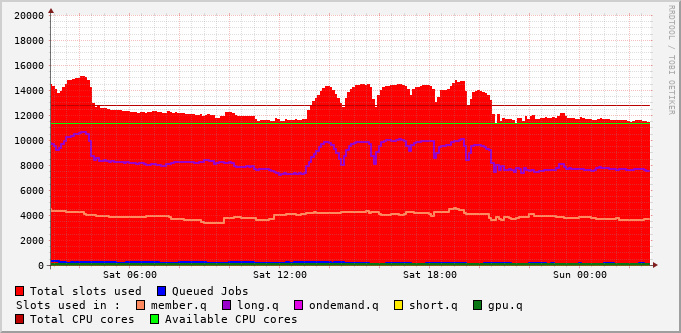 RRDTOOL / TOBI OETIKER
20000
18000
16000
14000
12000
10000
8000
6000
4000
2000
0
Sat 06:00 Sat 12:00 Sat 18:00 Sun 00:00
Total slots used Queued Jobs
Slots used in : member.q long.q ondemand.q short.q gpu.q
Total CPU cores Available CPU cores